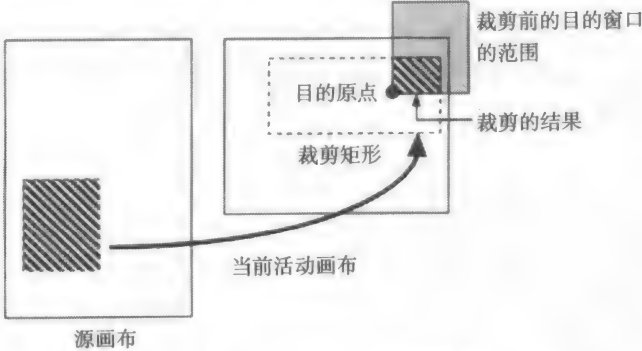 裁剪前的目的窗口
的范围
目的原点
裁剪的结果
裁剪矩形
当前活动画布
源画布